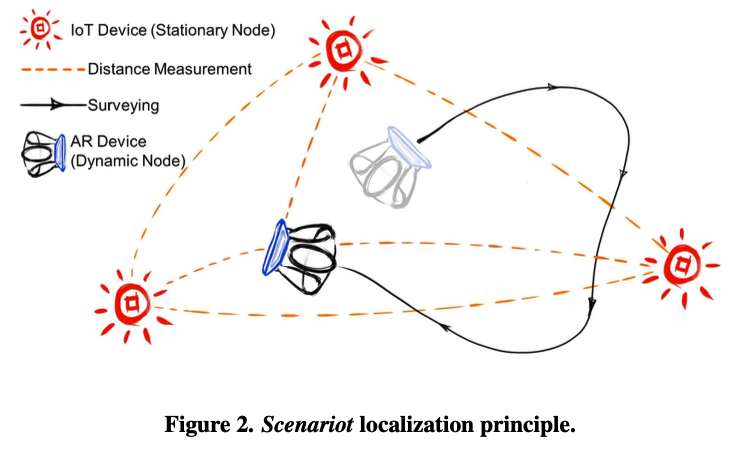 IoT Device (Stationary Node)
Distance Measurement
Surveying
AR Device
(Dynamic Node)
Figure 2. Scenariot localization principle.